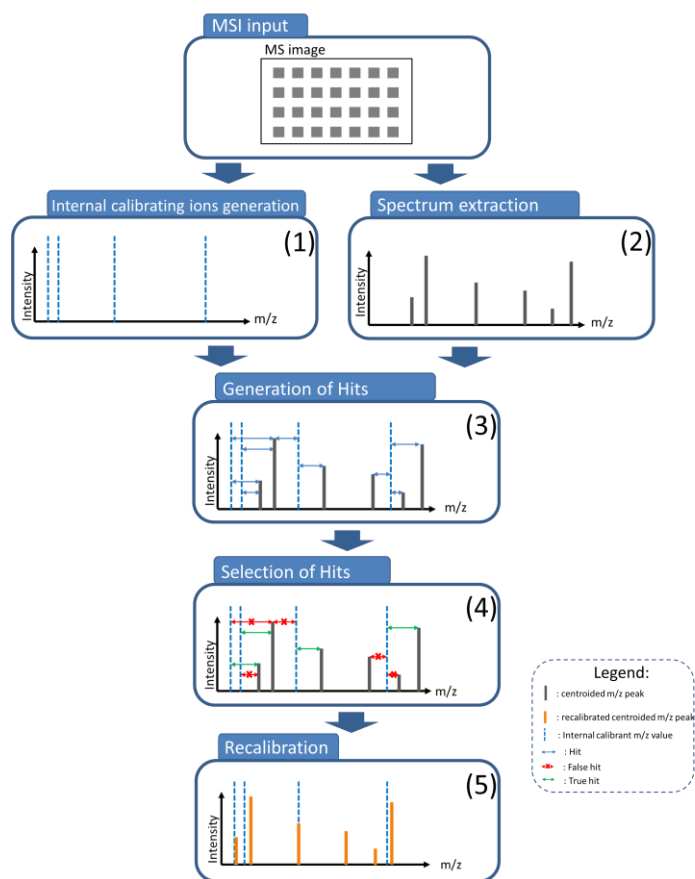 MSI input
MS image
Internal calibrating ions generation
Spectrum extraction
(1)
Intensity
m/z
(2)
Intensity
m/z
Generation of Hits
(3)
Intensity
m/z
Selection of Hits
(4)
Intensity
m/z
Recalibration
(5)
Intensity
m/z
Legend:
: centroided m/z peak
: recalibrated centroided m/z peak
: Internal calibrant m/z value
: Hit
: False hit
: True hit